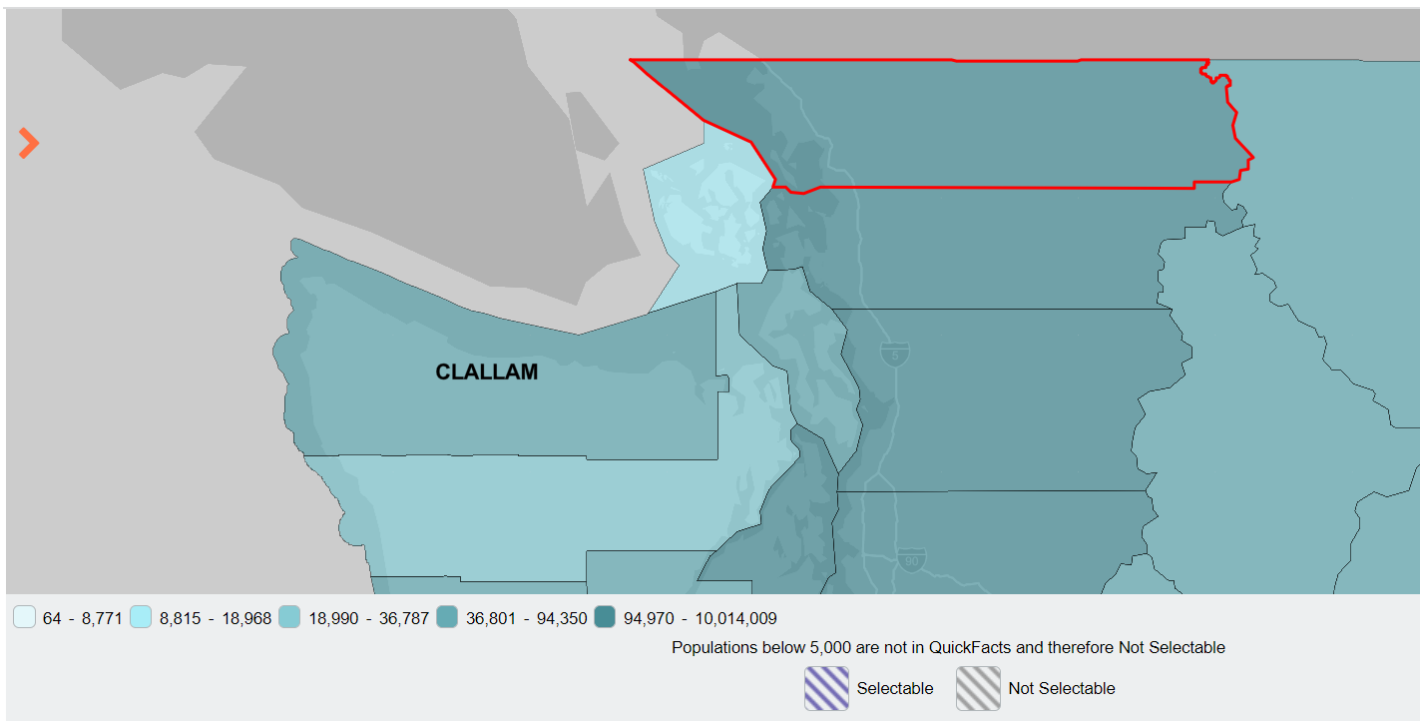 CLALLAM
5
90
64 - 8,771 8,815 - 18,968 18,990 - 36,787 36,801 - 94,350 94,970 - 10,014,009
Populations below 5,000 are not in QuickFacts and therefore Not Selectable
Selectable Not Selectable